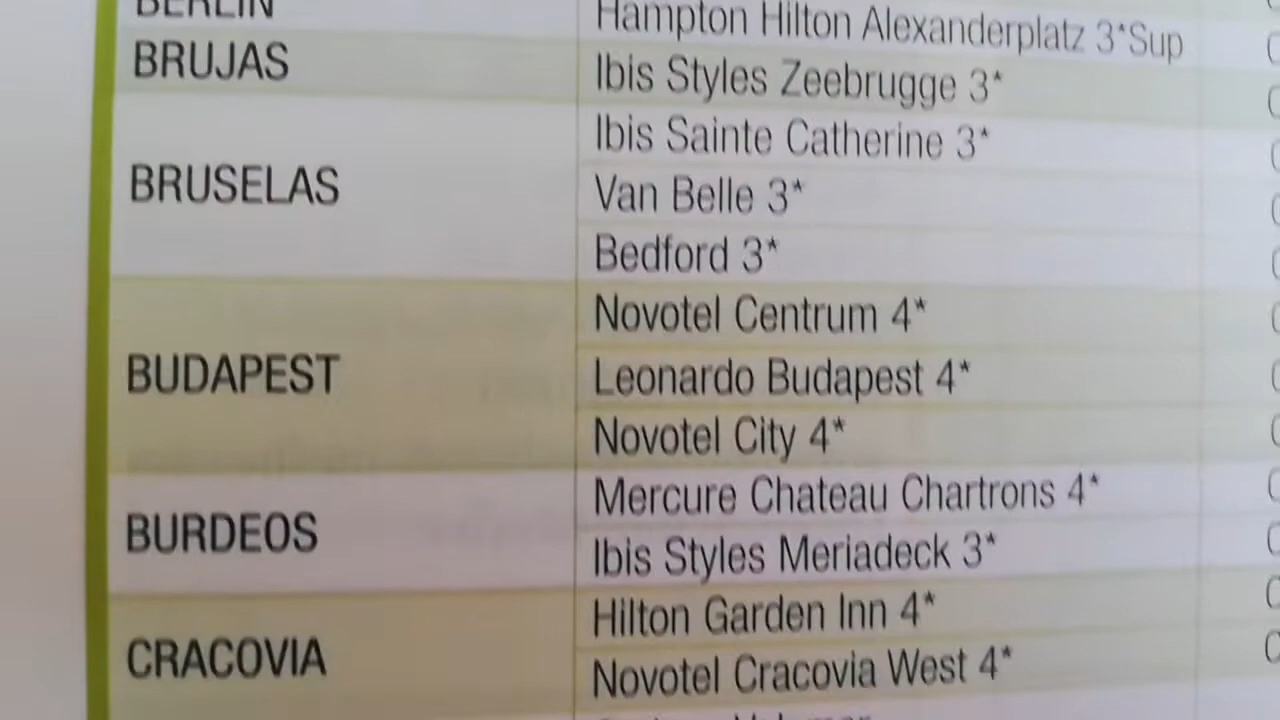 BERLIN
Hampton Hilton Alexanderplatz 3*Sup
BRUJAS
Ibis Styles Zeebrugge 3*
BRUSELAS
Ibis Sainte Catherine 3*
Van Belle 3*
Bedford 3*
BUDAPEST
Novotel Centrum 4*
Leonardo Budapest 4*
Novotel City 4*
BURDEOS
Mercure Chateau Chartrons 4*
Ibis Styles Meriadeck 3*
CRACOVIA
Hilton Garden Inn 4*
Novotel Cracovia West 4*